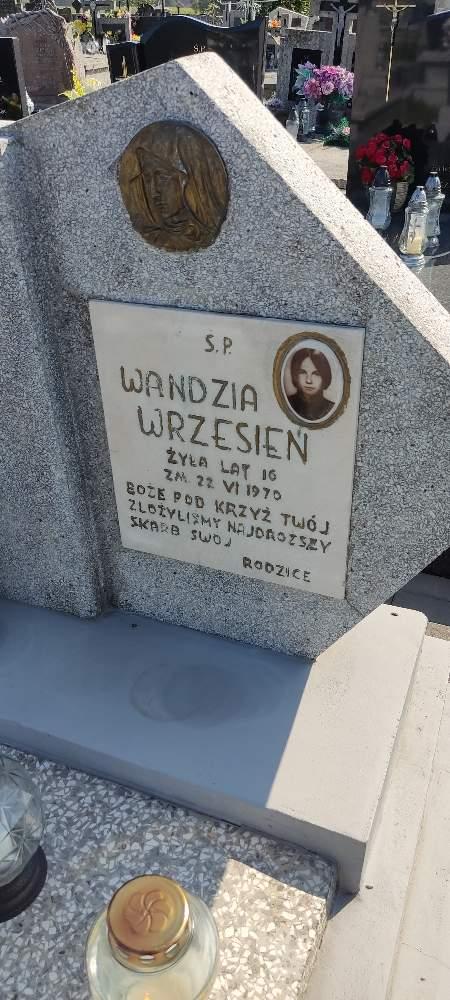 Ś.P.
WANDZIA
WRZESIEŃ
ŻYŁA LAT 16
ZM. 22 VI 1970
BOŻE POD KRZYŻ TWÓJ
ZŁOŻYLIŚMY NAJDROŻSZY
SKARB SWÓJ
RODZICE